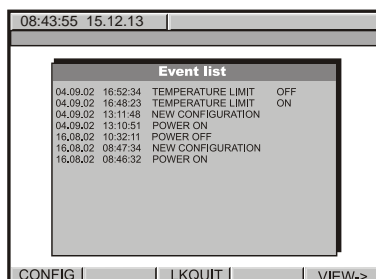 08:43:55 15.12.13
Event list
04.09.02 16:52:34 TEMPERATURE LIMIT OFF
04.09.02 16:48:23 TEMPERATURE LIMIT ON
04.09.02 13:11:48 NEW CONFIGURATION
04.09.02 13:10:51 POWER ON
16.08.02 10:32:11 POWER OFF
16.08.02 08:47:34 NEW CONFIGURATION
16.08.02 08:46:32 POWER ON
CONFIG LKQUIT VIEW->